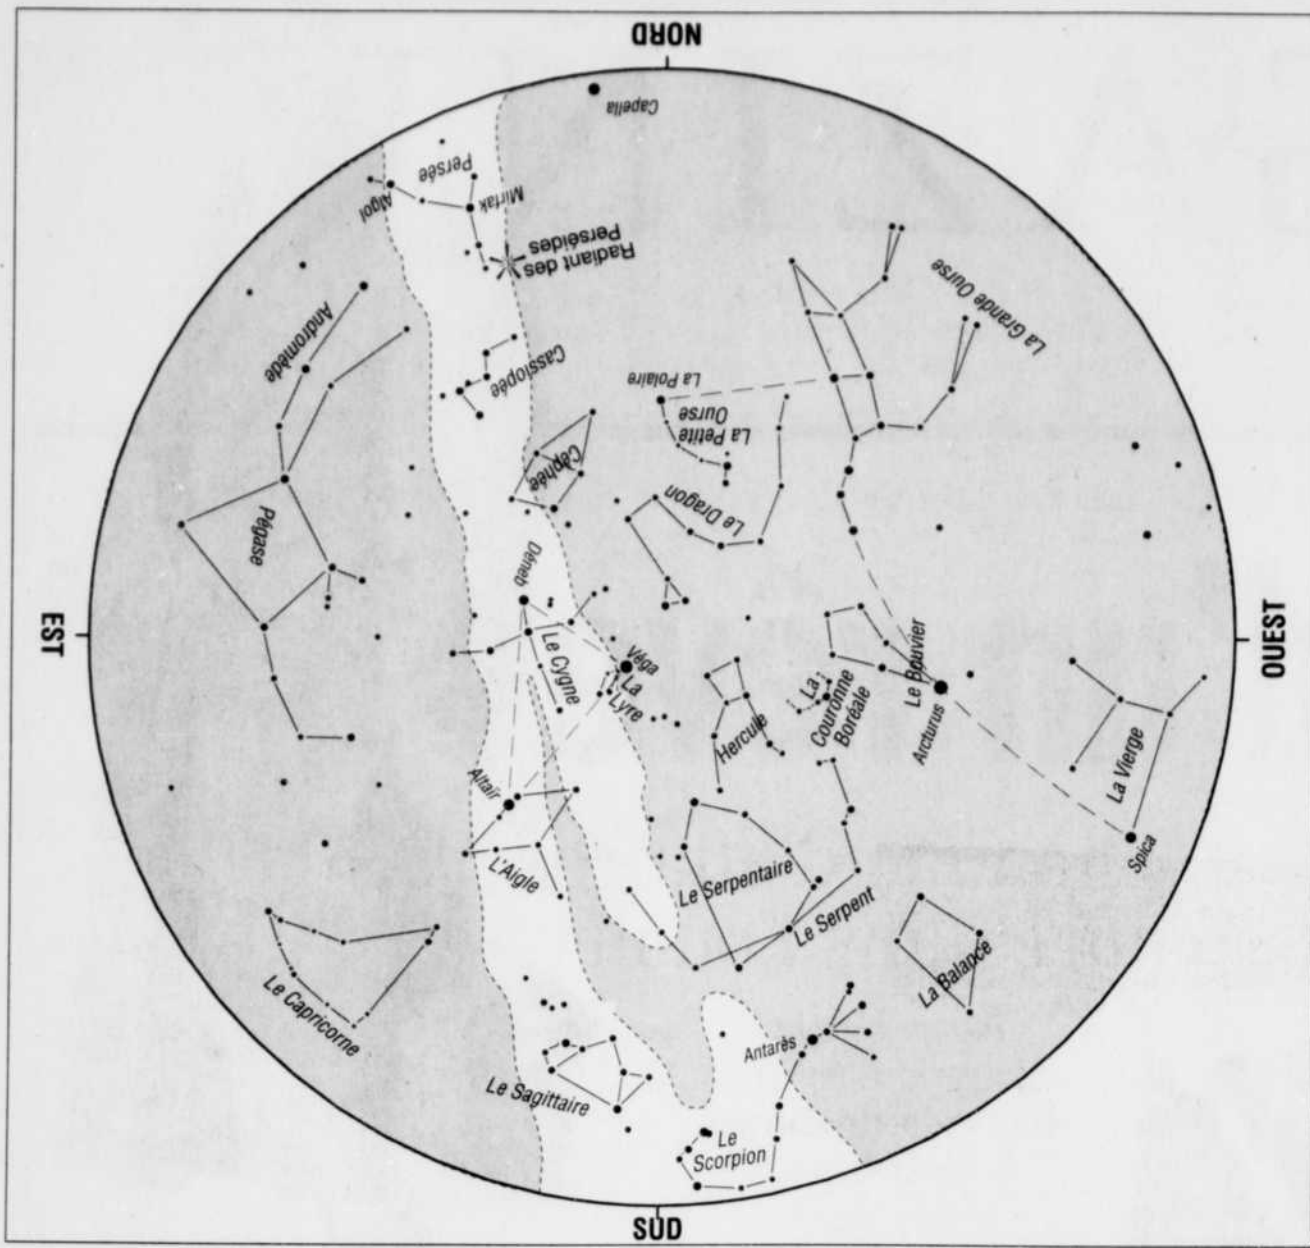 NORD
Capella
Persée
Algol
Mirfak
Radiant des
Perséides
La Grande Ourse
Andromède
Cassiopée
La Polaire
La Petite
Ourse
Céphée
Le Dragon
Pégase
Déneb
EST
OUEST
Le Cygne
Véga
La
Lyre
Le Bouvier
La
Couronne
Boréale
Hercule
Arcturus
La Vierge
Altaïr
Spica
L'Aigle
Le Serpentaire
Le Serpent
La Balance
Le Capricorne
Antarès
Le Sagittaire
Le
Scorpion
SUD